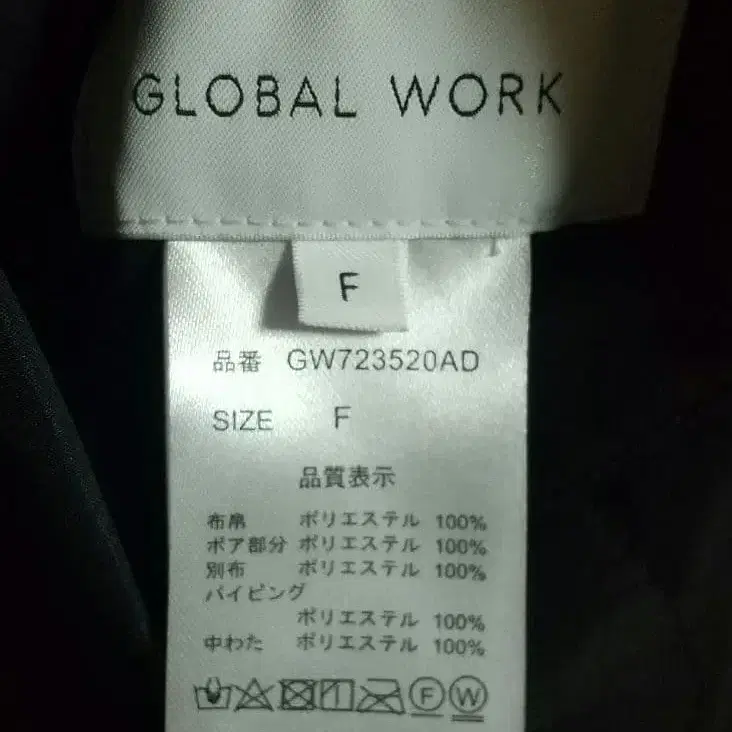 GLOBAL WORK
F
品番 GW723520AD
SIZE F
品質表示
布帛 ポリエステル 100%
ボア部分 ポリエステル 100%
別布 ポリエステル 100%
パイピング
ポリエステル 100%
中わた ポリエステル 100%
F W